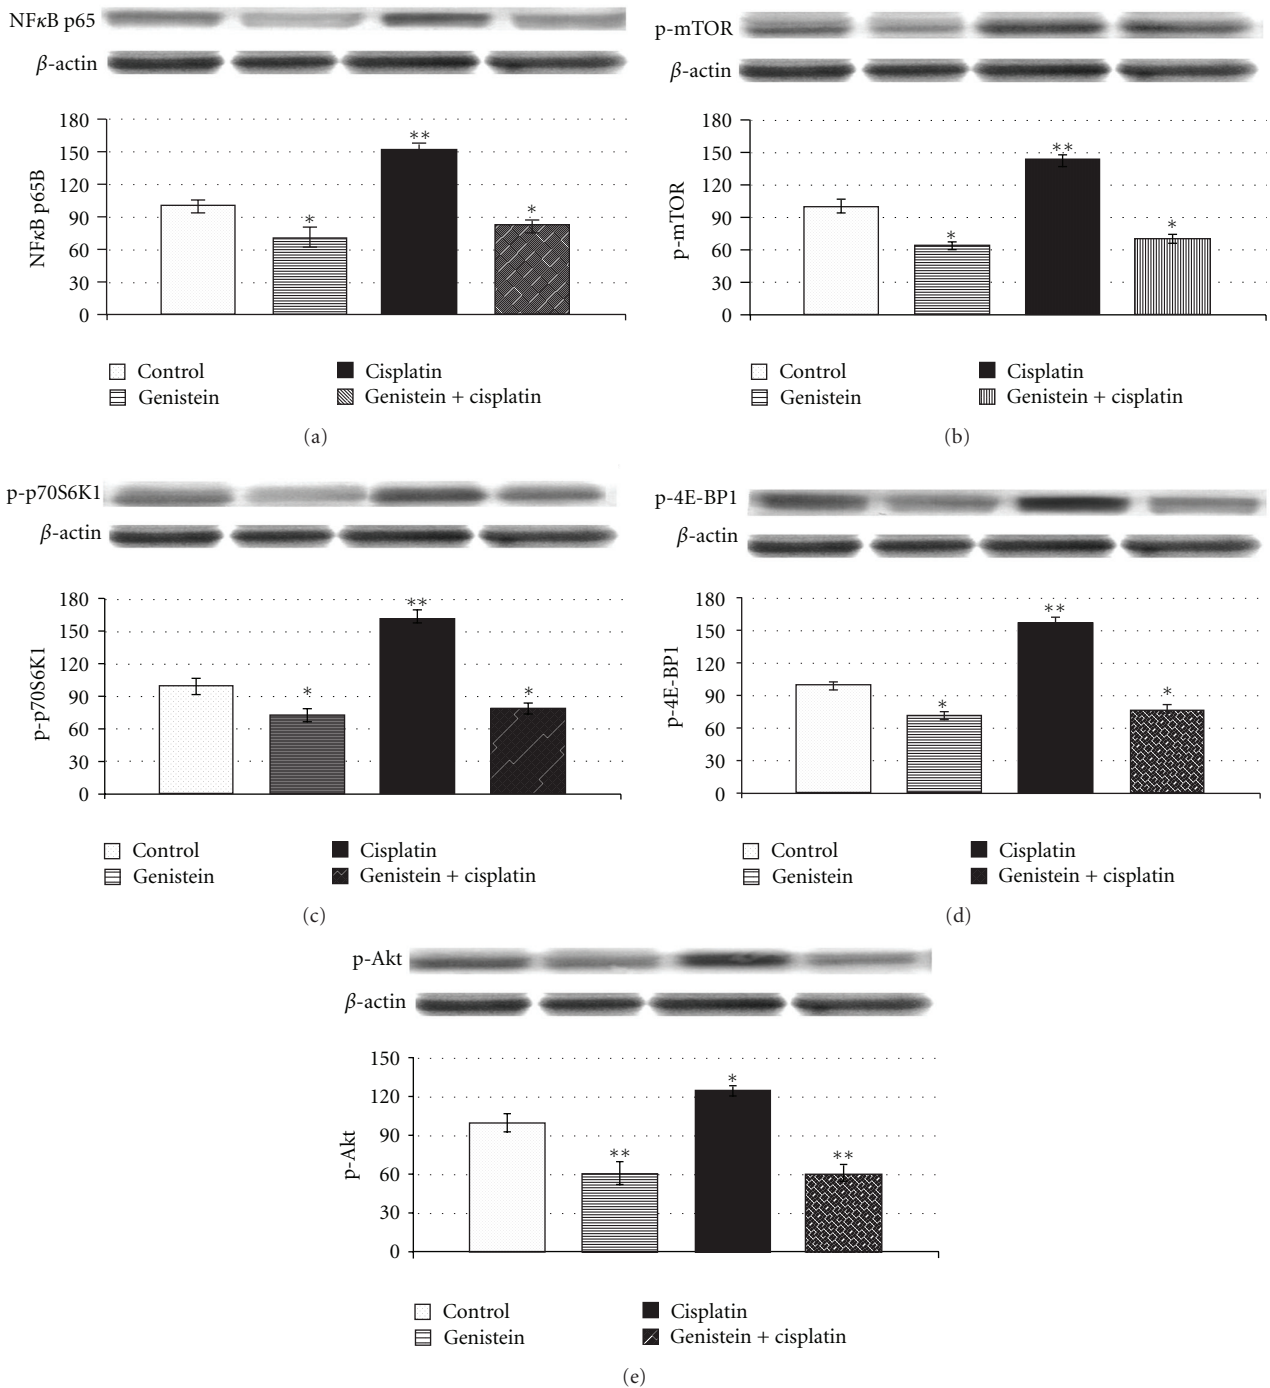 NFκB p65
β-actin
180
**
150
120
90
60
30
0
*
*
NFκB p65B
Control
Genistein
Cisplatin
Genistein + cisplatin
(a)
p-mTOR
β-actin
180
150
120
90
60
30
0
**
*
*
p-mTOR
Control
Genistein
Cisplatin
Genistein + cisplatin
(b)
p-p70S6K1
β-actin
180
150
120
90
60
30
0
**
*
*
p-p70S6K1
Control
Genistein
Cisplatin
Genistein + cisplatin
(c)
p-4E-BP1
β-actin
180
150
120
90
60
30
0
**
*
*
p-4E-BP1
Control
Genistein
Cisplatin
Genistein + cisplatin
(d)
p-Akt
β-actin
150
120
90
60
30
0
*
**
**
p-Akt
Control
Genistein
Cisplatin
Genistein + cisplatin
(e)